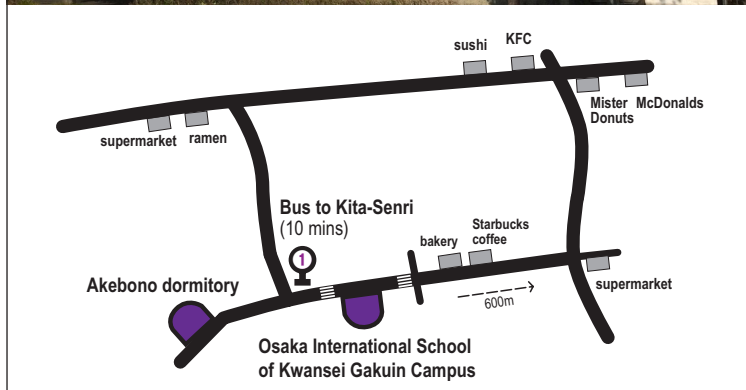 sushi
KFC
Mister
Donuts
McDonalds
supermarket
ramen
Bus to Kita-Senri
(10 mins)
1
bakery
Starbucks
coffee
Akebono dormitory
600m
supermarket
Osaka International School
of Kwansei Gakuin Campus